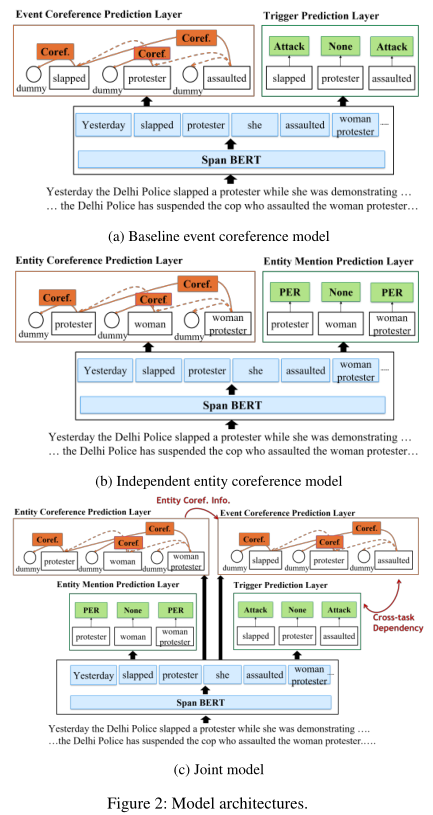 Event Coreference Prediction Layer
Trigger Prediction Layer
Coref.
Coref.
Coref.
Attack
None
Attack
slapped
protester
assaulted
slapped
protester
assaulted
dummy
dummy
dummy
Yesterday
slapped
protester
she
assaulted
woman
protester
....
Span BERT
Yesterday the Delhi Police slapped a protester while she was demonstrating …
… the Delhi Police has suspended the cop who assaulted the woman protester…
(a) Baseline event coreference model
Entity Coreference Prediction Layer
Entity Mention Prediction Layer
Coref.
Coref.
Coref
PER
None
PER
protester
woman
woman
protester
protester
woman
woman
protester
dummy
dummy
dummy
Yesterday
slapped
protester
she
assaulted
woman
protester
....
Span BERT
Yesterday the Delhi Police slapped a protester while she was demonstrating …
… the Delhi Police has suspended the cop who assaulted the woman protester…
(b) Independent entity coreference model
Entity Coref. Info.
Entity Coreference Prediction Layer
Event Coreference Prediction Layer
Coref.
Coref.
Coref.
Coref.
Coref.
Coref.
protester
woman
woman
protester
slapped
protester
assaulted
dummy
dummy
dummy
dummy
dummy
dummy
Entity Mention Prediction Layer
Trigger Prediction Layer
PER
None
PER
Attack
None
Attack
Cross-task
Dependency
protester
woman
woman
protester
slapped
protester
assaulted
Yesterday
slapped
protester
she
assaulted
woman
protester
....
Span BERT
Yesterday the Delhi Police slapped a protester while she was demonstrating ….
…the Delhi Police has suspended the cop who assaulted the woman protester…..
(c) Joint model
Figure 2: Model architectures.